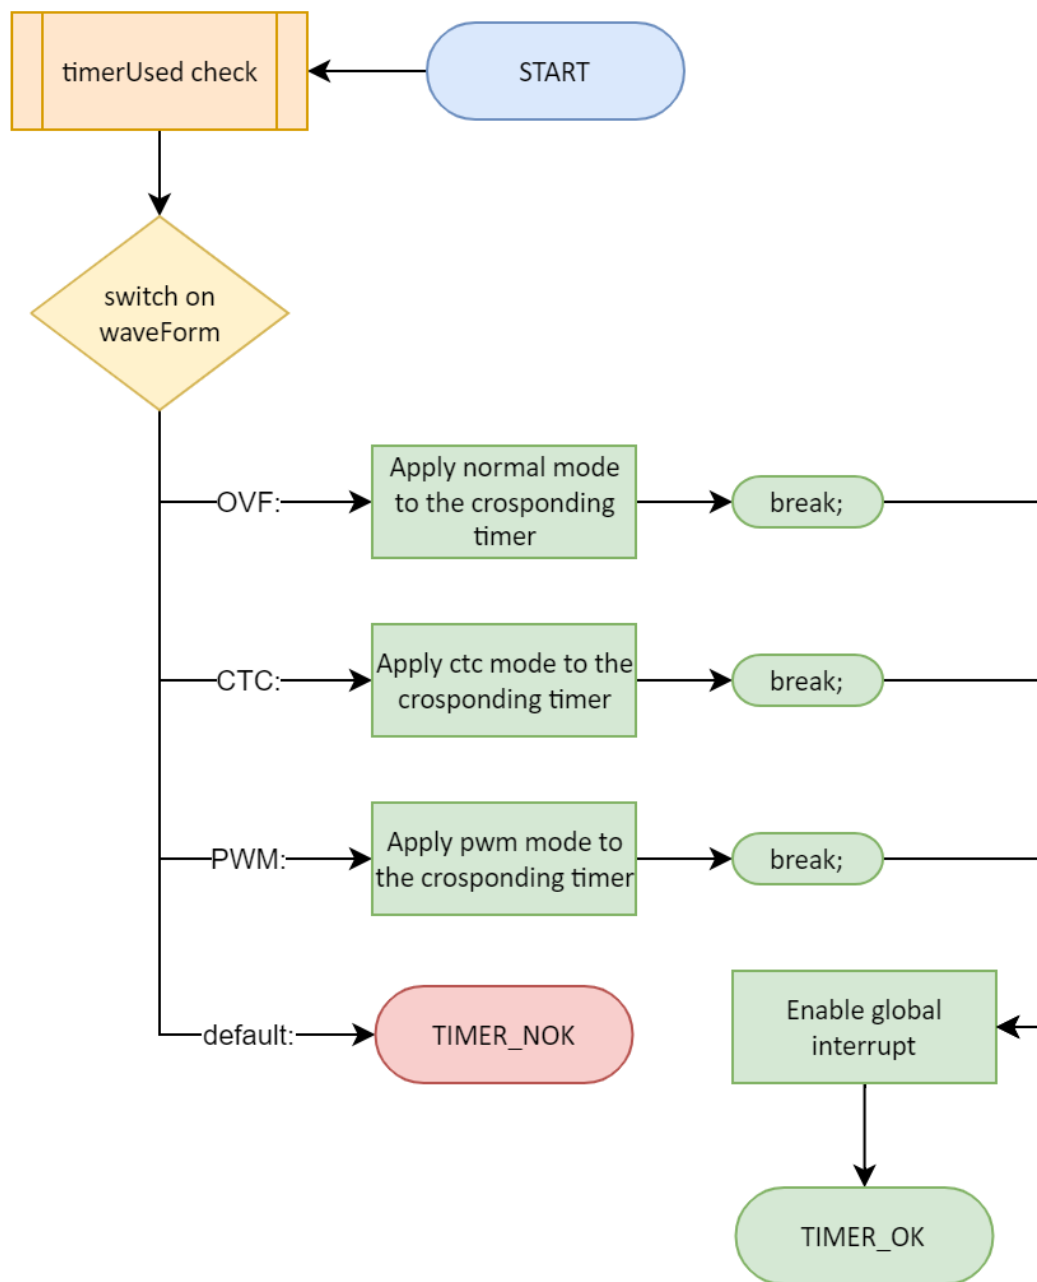 timerUsed check
START
switch on
waveForm
OVF:
Apply normal mode
to the crosponding
timer
break;
CTC:
Apply ctc mode to the
crosponding timer
break;
PWM:
Apply pwm mode to
the crosponding timer
break;
default:
TIMER_NOK
Enable global
interrupt
TIMER_OK